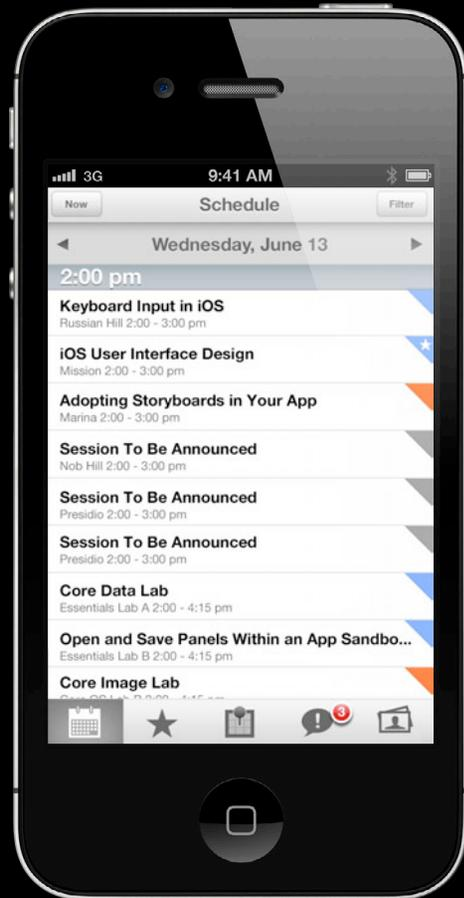 3G 9:41 AM
Now Schedule Filter
Wednesday, June 13
2:00 pm
Keyboard Input in iOS
Russian Hill 2:00 - 3:00 pm
iOS User Interface Design
Mission 2:00 - 3:00 pm
Adopting Storyboards in Your App
Marina 2:00 - 3:00 pm
Session To Be Announced
Nob Hill 2:00 - 3:00 pm
Session To Be Announced
Presidio 2:00 - 3:00 pm
Session To Be Announced
Presidio 2:00 - 3:00 pm
Core Data Lab
Essentials Lab A 2:00 - 4:15 pm
Open and Save Panels Within an App Sandbo...
Essentials Lab B 2:00 - 4:15 pm
Core Image Lab
3